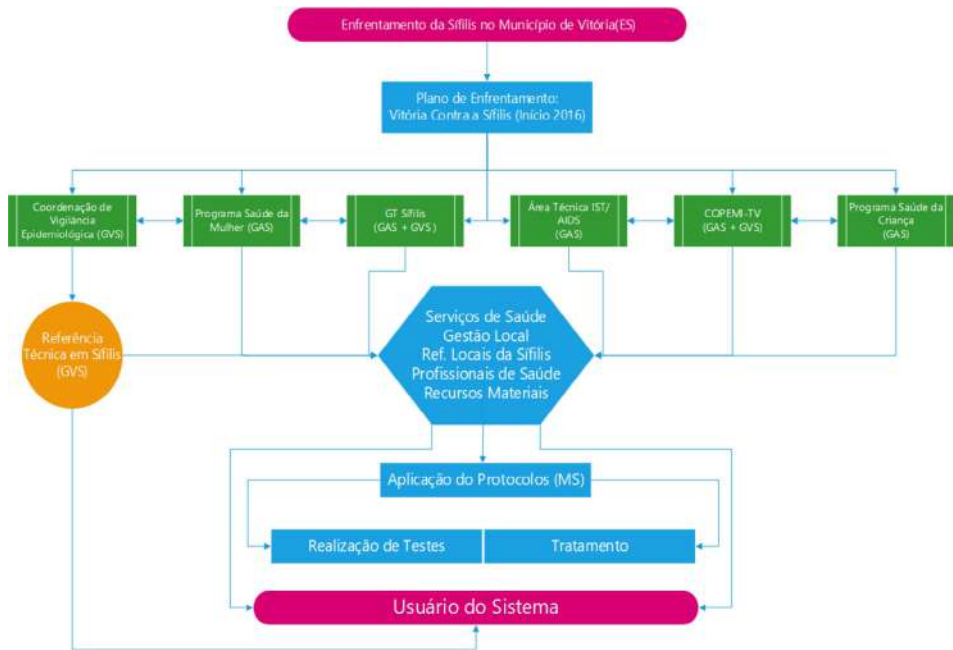 Enfrentamento da Sífilis no Município de Vitória(ES)
Plano de Enfrentamento:
Vitória Contra a Sífilis (Início 2016)
Coordenação de
Vigilância
Epidemiológica (GVS)
Programa Saúde da
Mulher (GAS)
GT Sífilis
(GAS + GVS )
Área Técnica IST/
AIDS
(GAS)
COPEMI-TV
(GAS + GVS)
Programa Saúde da
Criança
(GAS)
Referência
Técnica em Sífilis
(GVS)
Serviços de Saúde
Gestão Local
Ref. Locais da Sífilis
Profissionais de Saúde
Recursos Materiais
Aplicação do Protocolos (MS)
Realização de Testes
Tratamento
Usuário do Sistema